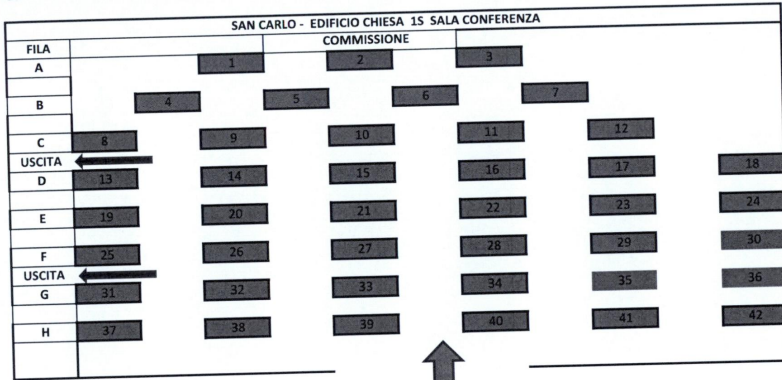 SAN CARLO - EDIFICIO CHIESA 1S SALA CONFERENZA
FILA COMMISSIONE
A 1 2 3
B 4 5 6 7
C 8 9 10 11 12
USCITA
D 13 14 15 16 17 18
E 19 20 21 22 23 24
F 25 26 27 28 29 30
USCITA
G 31 32 33 34 35 36
H 37 38 39 40 41 42